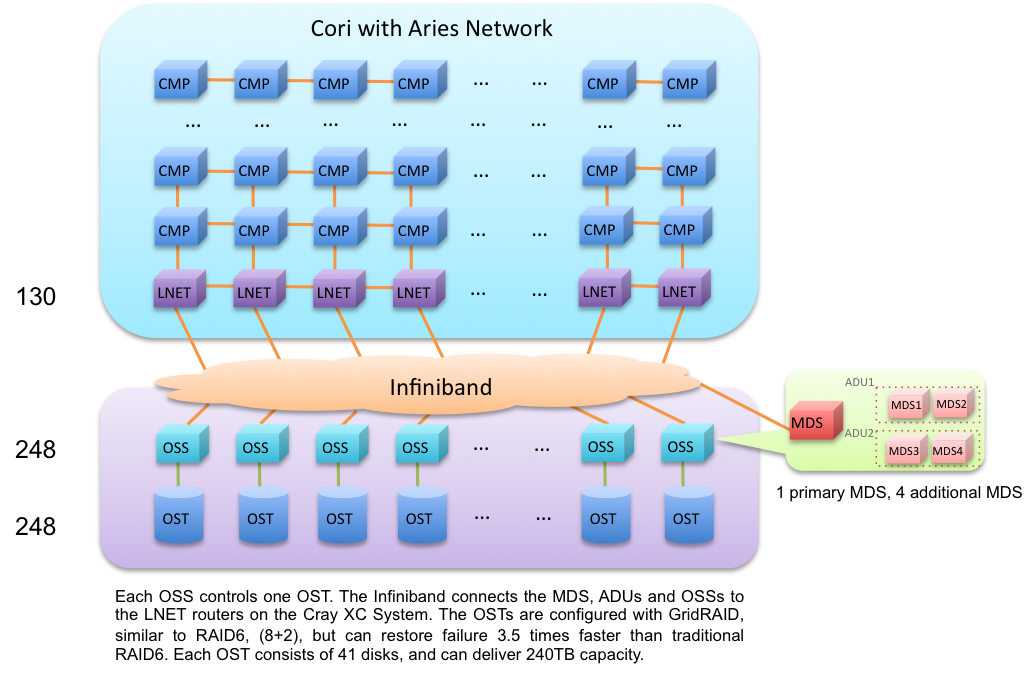 Cori with Aries Network
CMP CMP CMP CMP ... ... CMP CMP
... ... ... ... ... ... ... ...
CMP CMP CMP CMP ... ... CMP CMP
CMP CMP CMP CMP ... ... CMP CMP
130 LNET LNET LNET LNET ... ... LNET LNET
Infiniband
ADU1
MDS1 MDS2
MDS
ADU2
MDS3 MDS4
1 primary MDS, 4 additional MDS
248 OSS OSS OSS OSS ... ... OSS OSS
248 OST OST OST OST ... ... OST OST
Each OSS controls one OST. The Infiniband connects the MDS, ADUs and OSSs to
the LNET routers on the Cray XC System. The OSTs are configured with GridRAID,
similar to RAID6, (8+2), but can restore failure 3.5 times faster than traditional
RAID6. Each OST consists of 41 disks, and can deliver 240TB capacity.